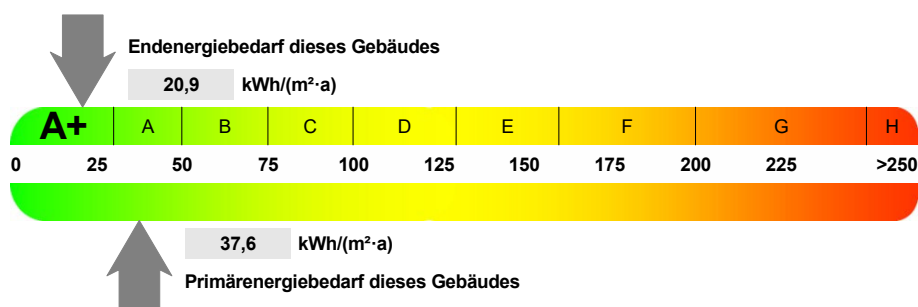 Endenergiebedarf dieses Gebäudes
20,9 kWh/(m²·a)
A+ A B C D E F G H
0 25 50 75 100 125 150 175 200 225 >250
37,6 kWh/(m²·a)
Primärenergiebedarf dieses Gebäudes